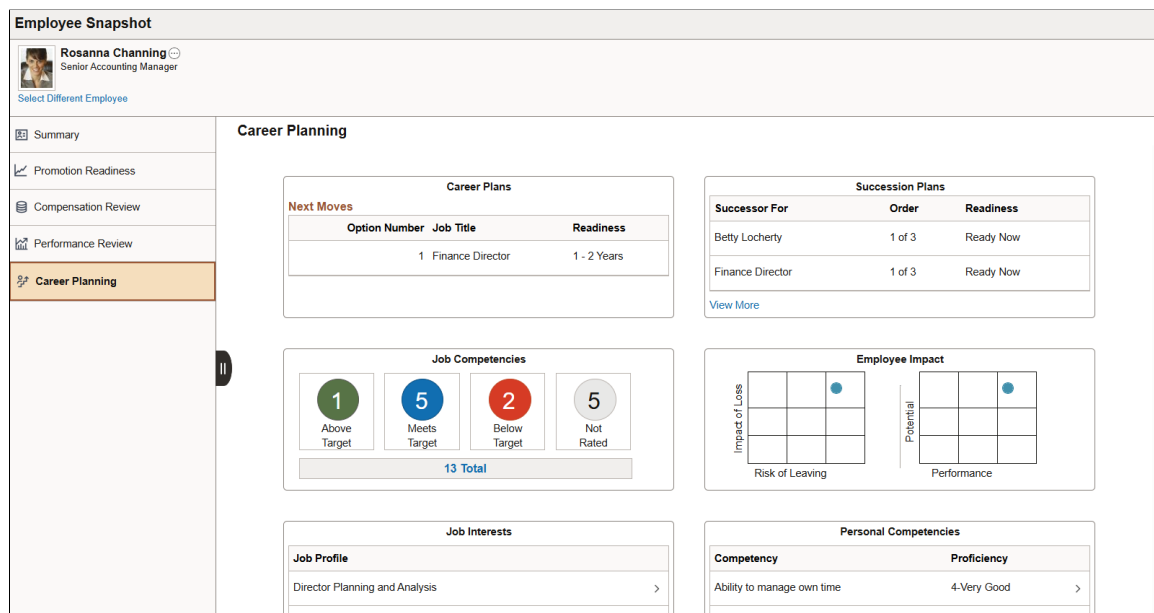 Employee Snapshot
Rosanna Channing
Senior Accounting Manager
Select Different Employee
Summary
Promotion Readiness
Compensation Review
Performance Review
Career Planning
Career Planning
Career Plans
Next Moves
Option Number Job Title Readiness
1 Finance Director 1 - 2 Years
Succession Plans
Successor For Order Readiness
Betty Locherty 1 of 3 Ready Now
Finance Director 1 of 3 Ready Now
View More
Job Competencies
1 5 2 5
Above Meets Below Not
Target Target Target Rated
13 Total
Employee Impact
Impact of Loss
Risk of Leaving
Potential
Performance
Job Interests
Job Profile
Director Planning and Analysis
Personal Competencies
Competency Proficiency
Ability to manage own time 4-Very Good